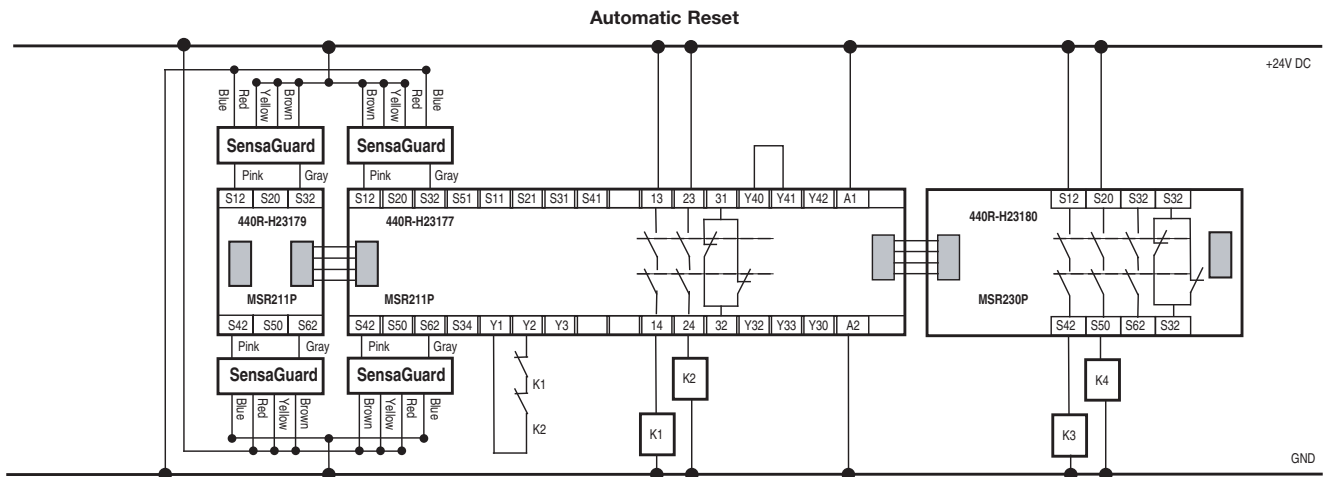 Automatic Reset
+24V DC
Blue Red Yellow Brown Brown Yellow Red Blue
SensaGuard SensaGuard
Pink Gray Pink Gray
S12 S20 S32 S12 S20 S32 S51 S11 S21 S31 S41 13 23 31 Y40 Y41 Y42 A1 S12 S20 S32 S32
440R-H23179 440R-H23177 440R-H23180
MSR211P MSR211P MSR230P
S42 S50 S62 S42 S50 S62 S34 Y1 Y2 Y3 14 24 32 Y32 Y33 Y30 A2 S42 S50 S62 S32
Pink Gray Pink Gray
SensaGuard SensaGuard
K1 K2 K4
Blue Red Yellow Brown Brown Yellow Red Blue
K2 K1 K3
GND